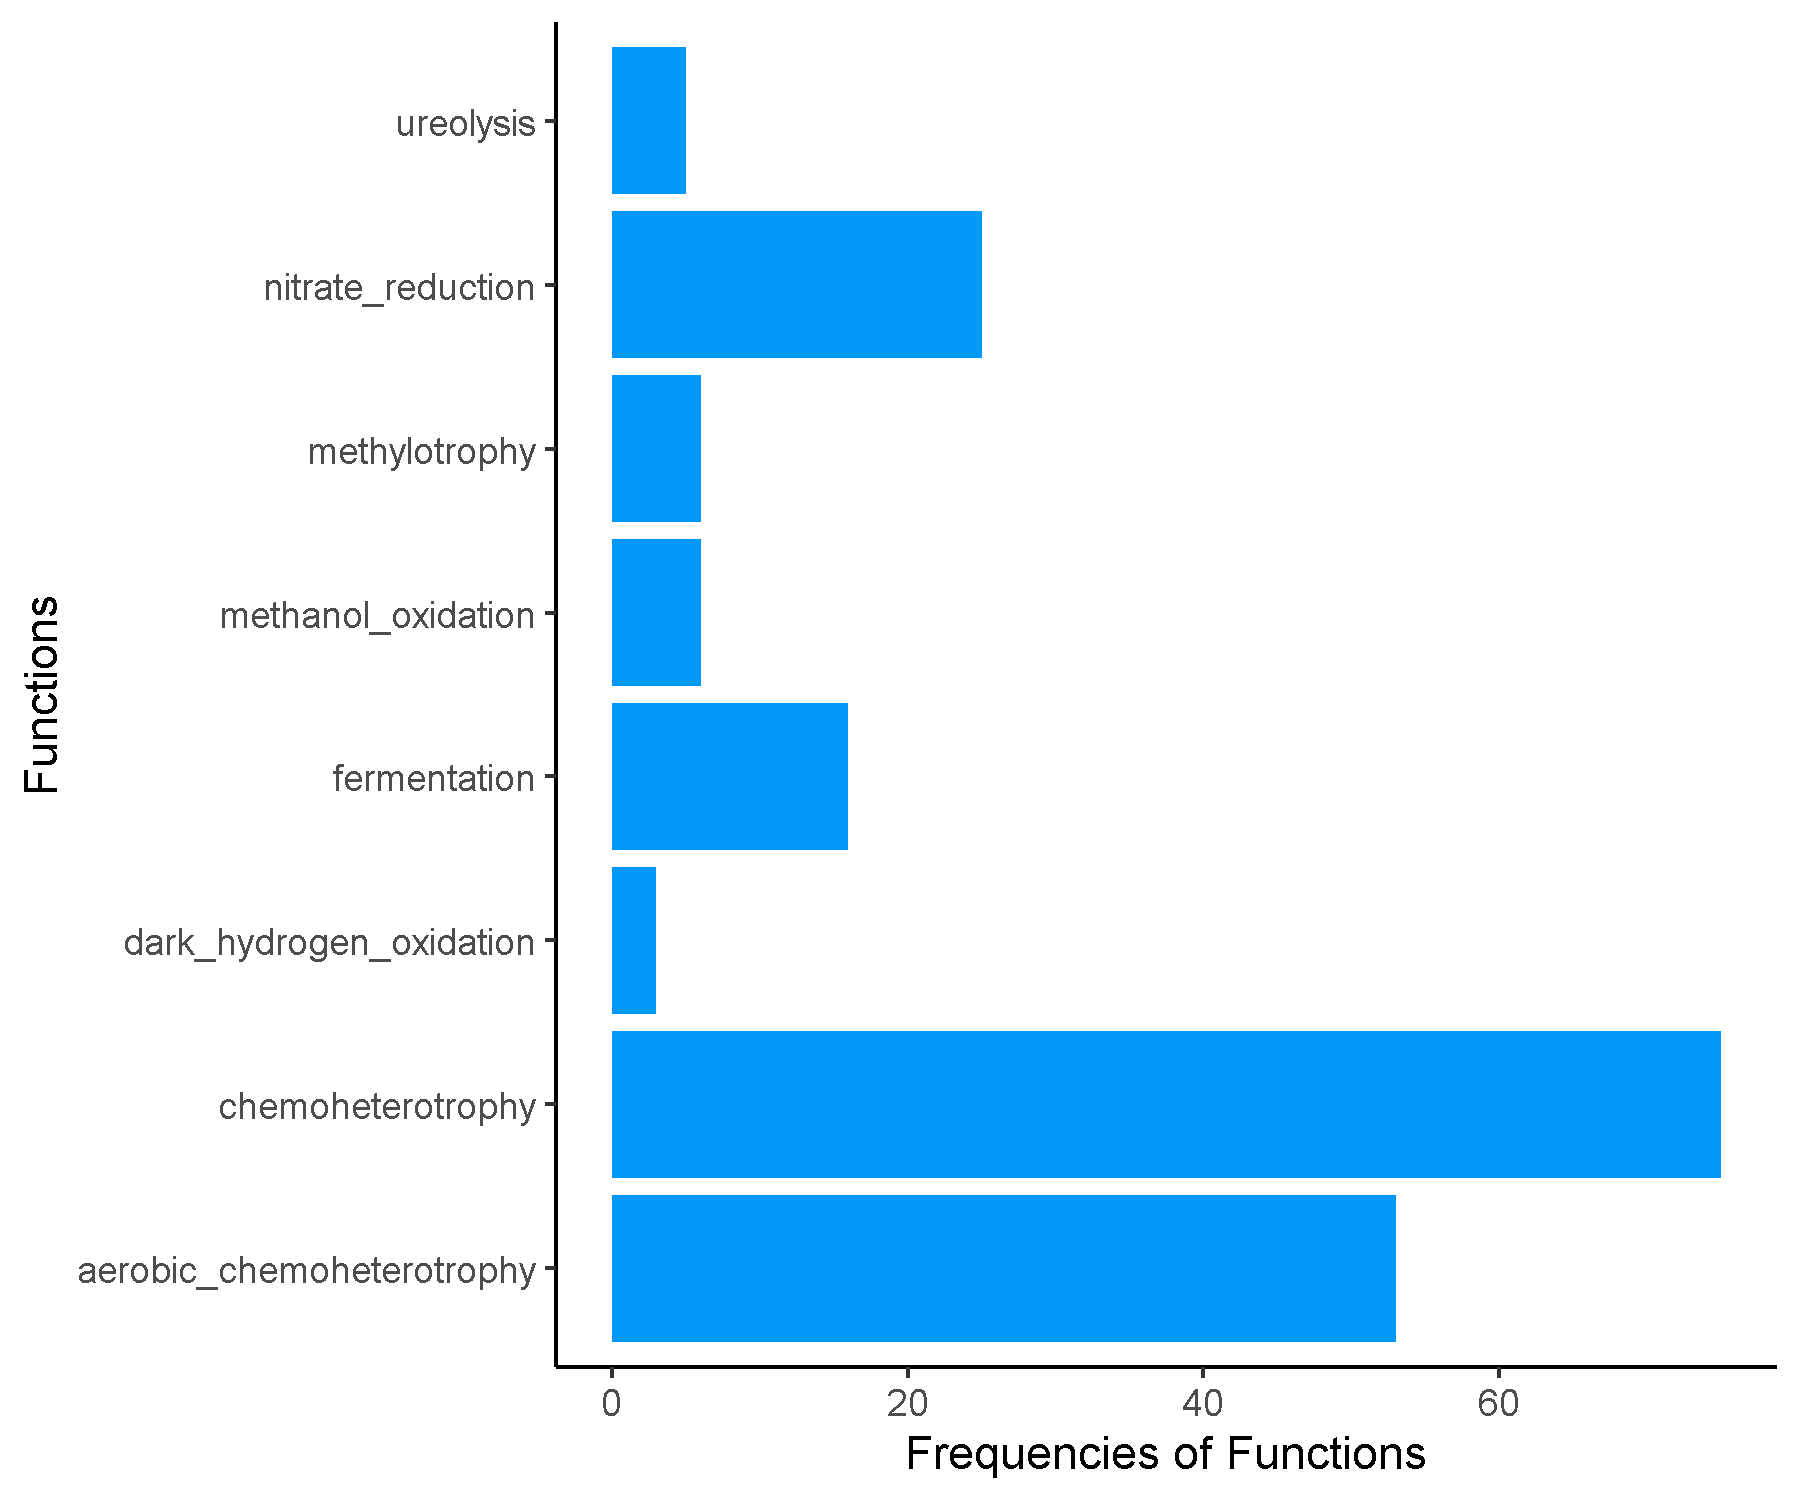 ureolysis
nitrate_reduction
methylotrophy
methanol_oxidation
fermentation
dark_hydrogen_oxidation
chemoheterotrophy
aerobic_chemoheterotrophy
Functions
0 20 40 60
Frequencies of Functions